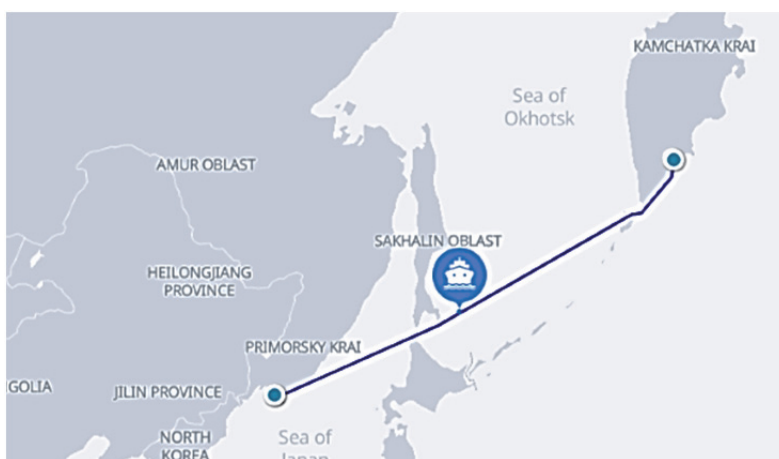 KAMCHATKA KRAI
Sea of
Okhotsk
AMUR OBLAST
SAKHALIN OBLAST
HEILONGJIANG
PROVINCE
PRIMORSKY KRAI
GOLIA
JILIN PROVINCE
NORTH
KOREA
Sea of
Japan